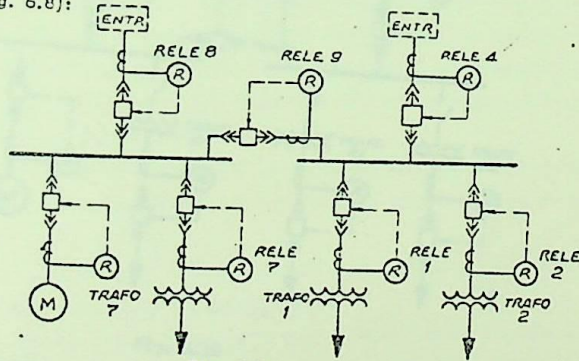 g. 6.8):
ENTR.
RELE 8
R
RELE 9
R
ENTR.
RELE 4
R
R
M
TRAFO
7
R
RELE
7
TRAFO
1
R
RELE
1
R
RELE
2
TRAFO
2